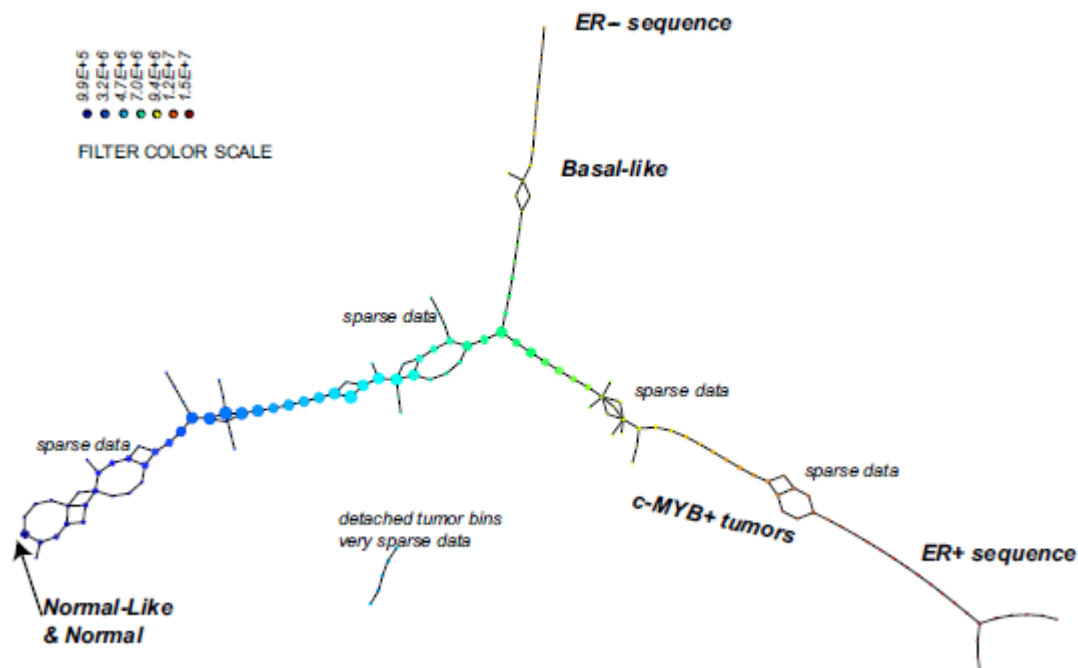 ER– sequence
9.9E+5
3.2E+6
4.7E+6
7.0E+6
9.4E+6
1.2E+7
1.5E+7
FILTER COLOR SCALE
Basal-like
sparse data
sparse data
sparse data
sparse data
c-MYB+ tumors
detached tumor bins
very sparse data
ER+ sequence
Normal-Like
& Normal